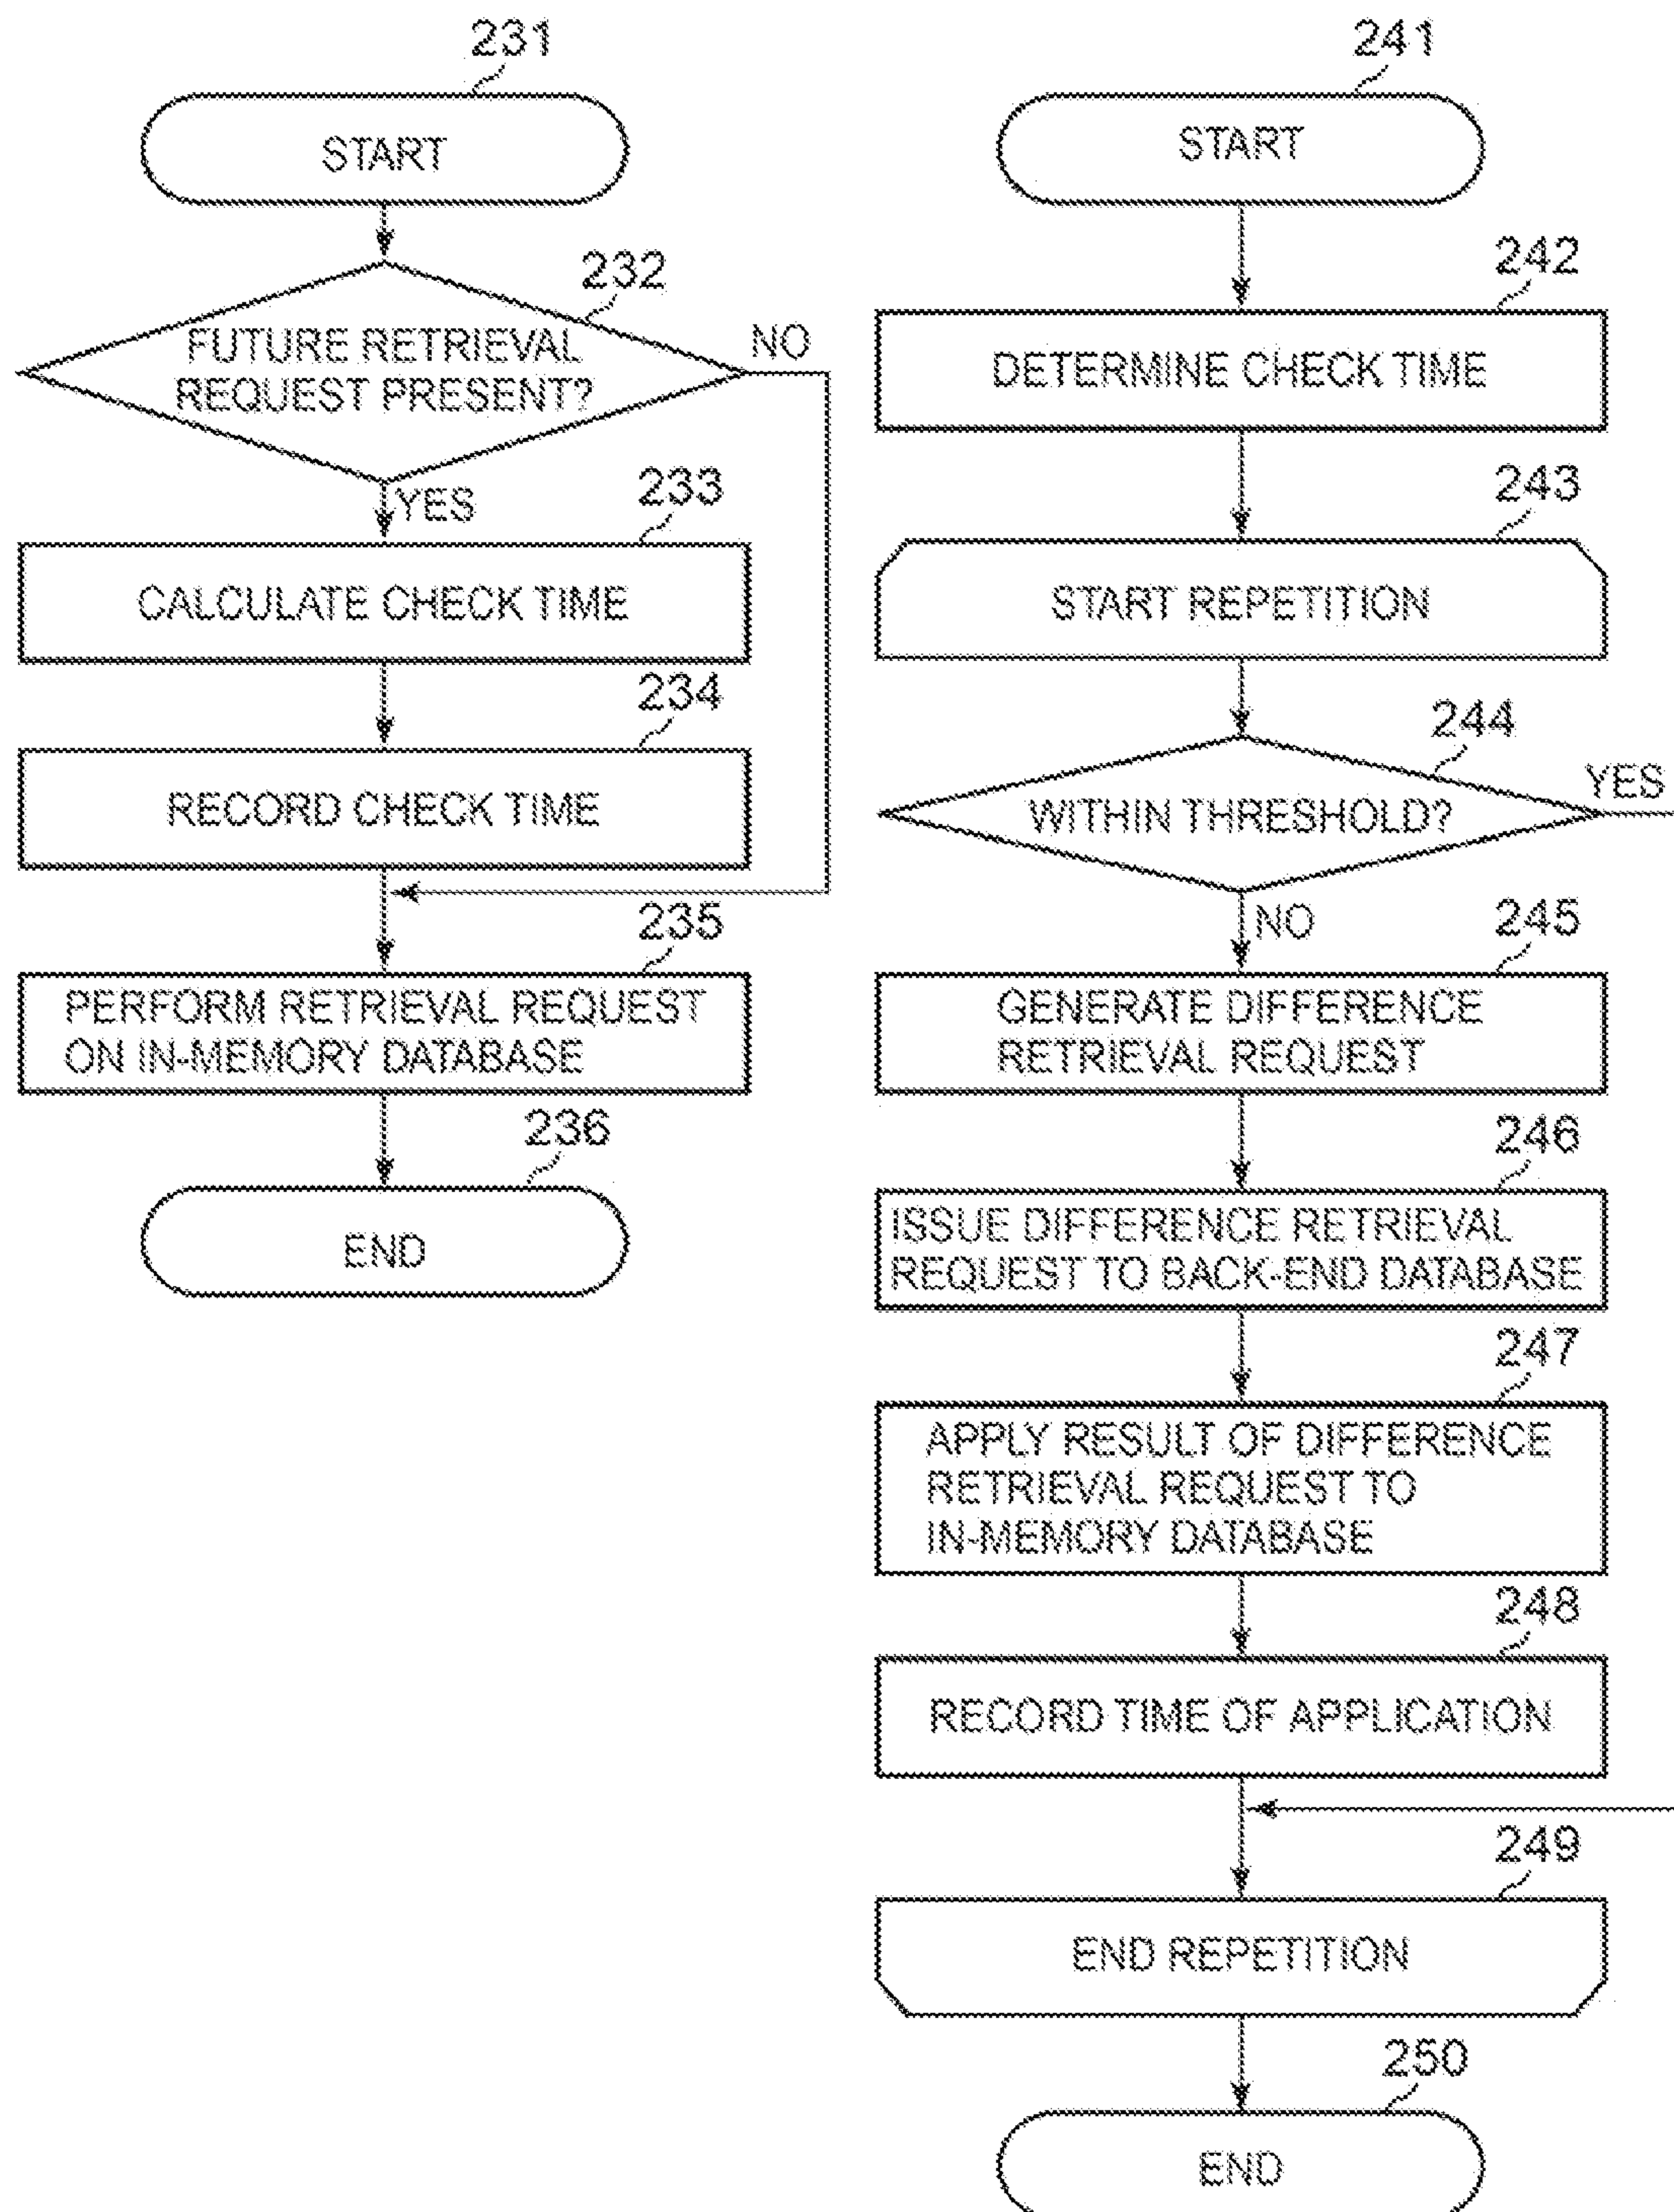 231
START
232
FUTURE RETRIEVAL
REQUEST PRESENT?
NO
YES
233
CALCULATE CHECK TIME
234
RECORD CHECK TIME
235
PERFORM RETRIEVAL REQUEST
ON IN-MEMORY DATABASE
236
END
241
START
242
DETERMINE CHECK TIME
243
START REPETITION
244
WITHIN THRESHOLD?
YES
NO
245
GENERATE DIFFERENCE
RETRIEVAL REQUEST
246
ISSUE DIFFERENCE RETRIEVAL
REQUEST TO BACK-END DATABASE
247
APPLY RESULT OF DIFFERENCE
RETRIEVAL REQUEST TO
IN-MEMORY DATABASE
248
RECORD TIME OF APPLICATION
249
END REPETITION
250
END